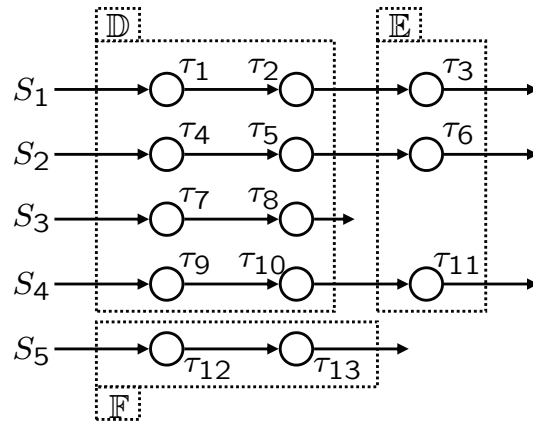 𝔻 𝔼
S₁ τ₁ τ₂ τ₃
S₂ τ₄ τ₅ τ₆
S₃ τ₇ τ₈
S₄ τ₉ τ₁₀ τ₁₁
S₅ τ₁₂ τ₁₃
𝔽